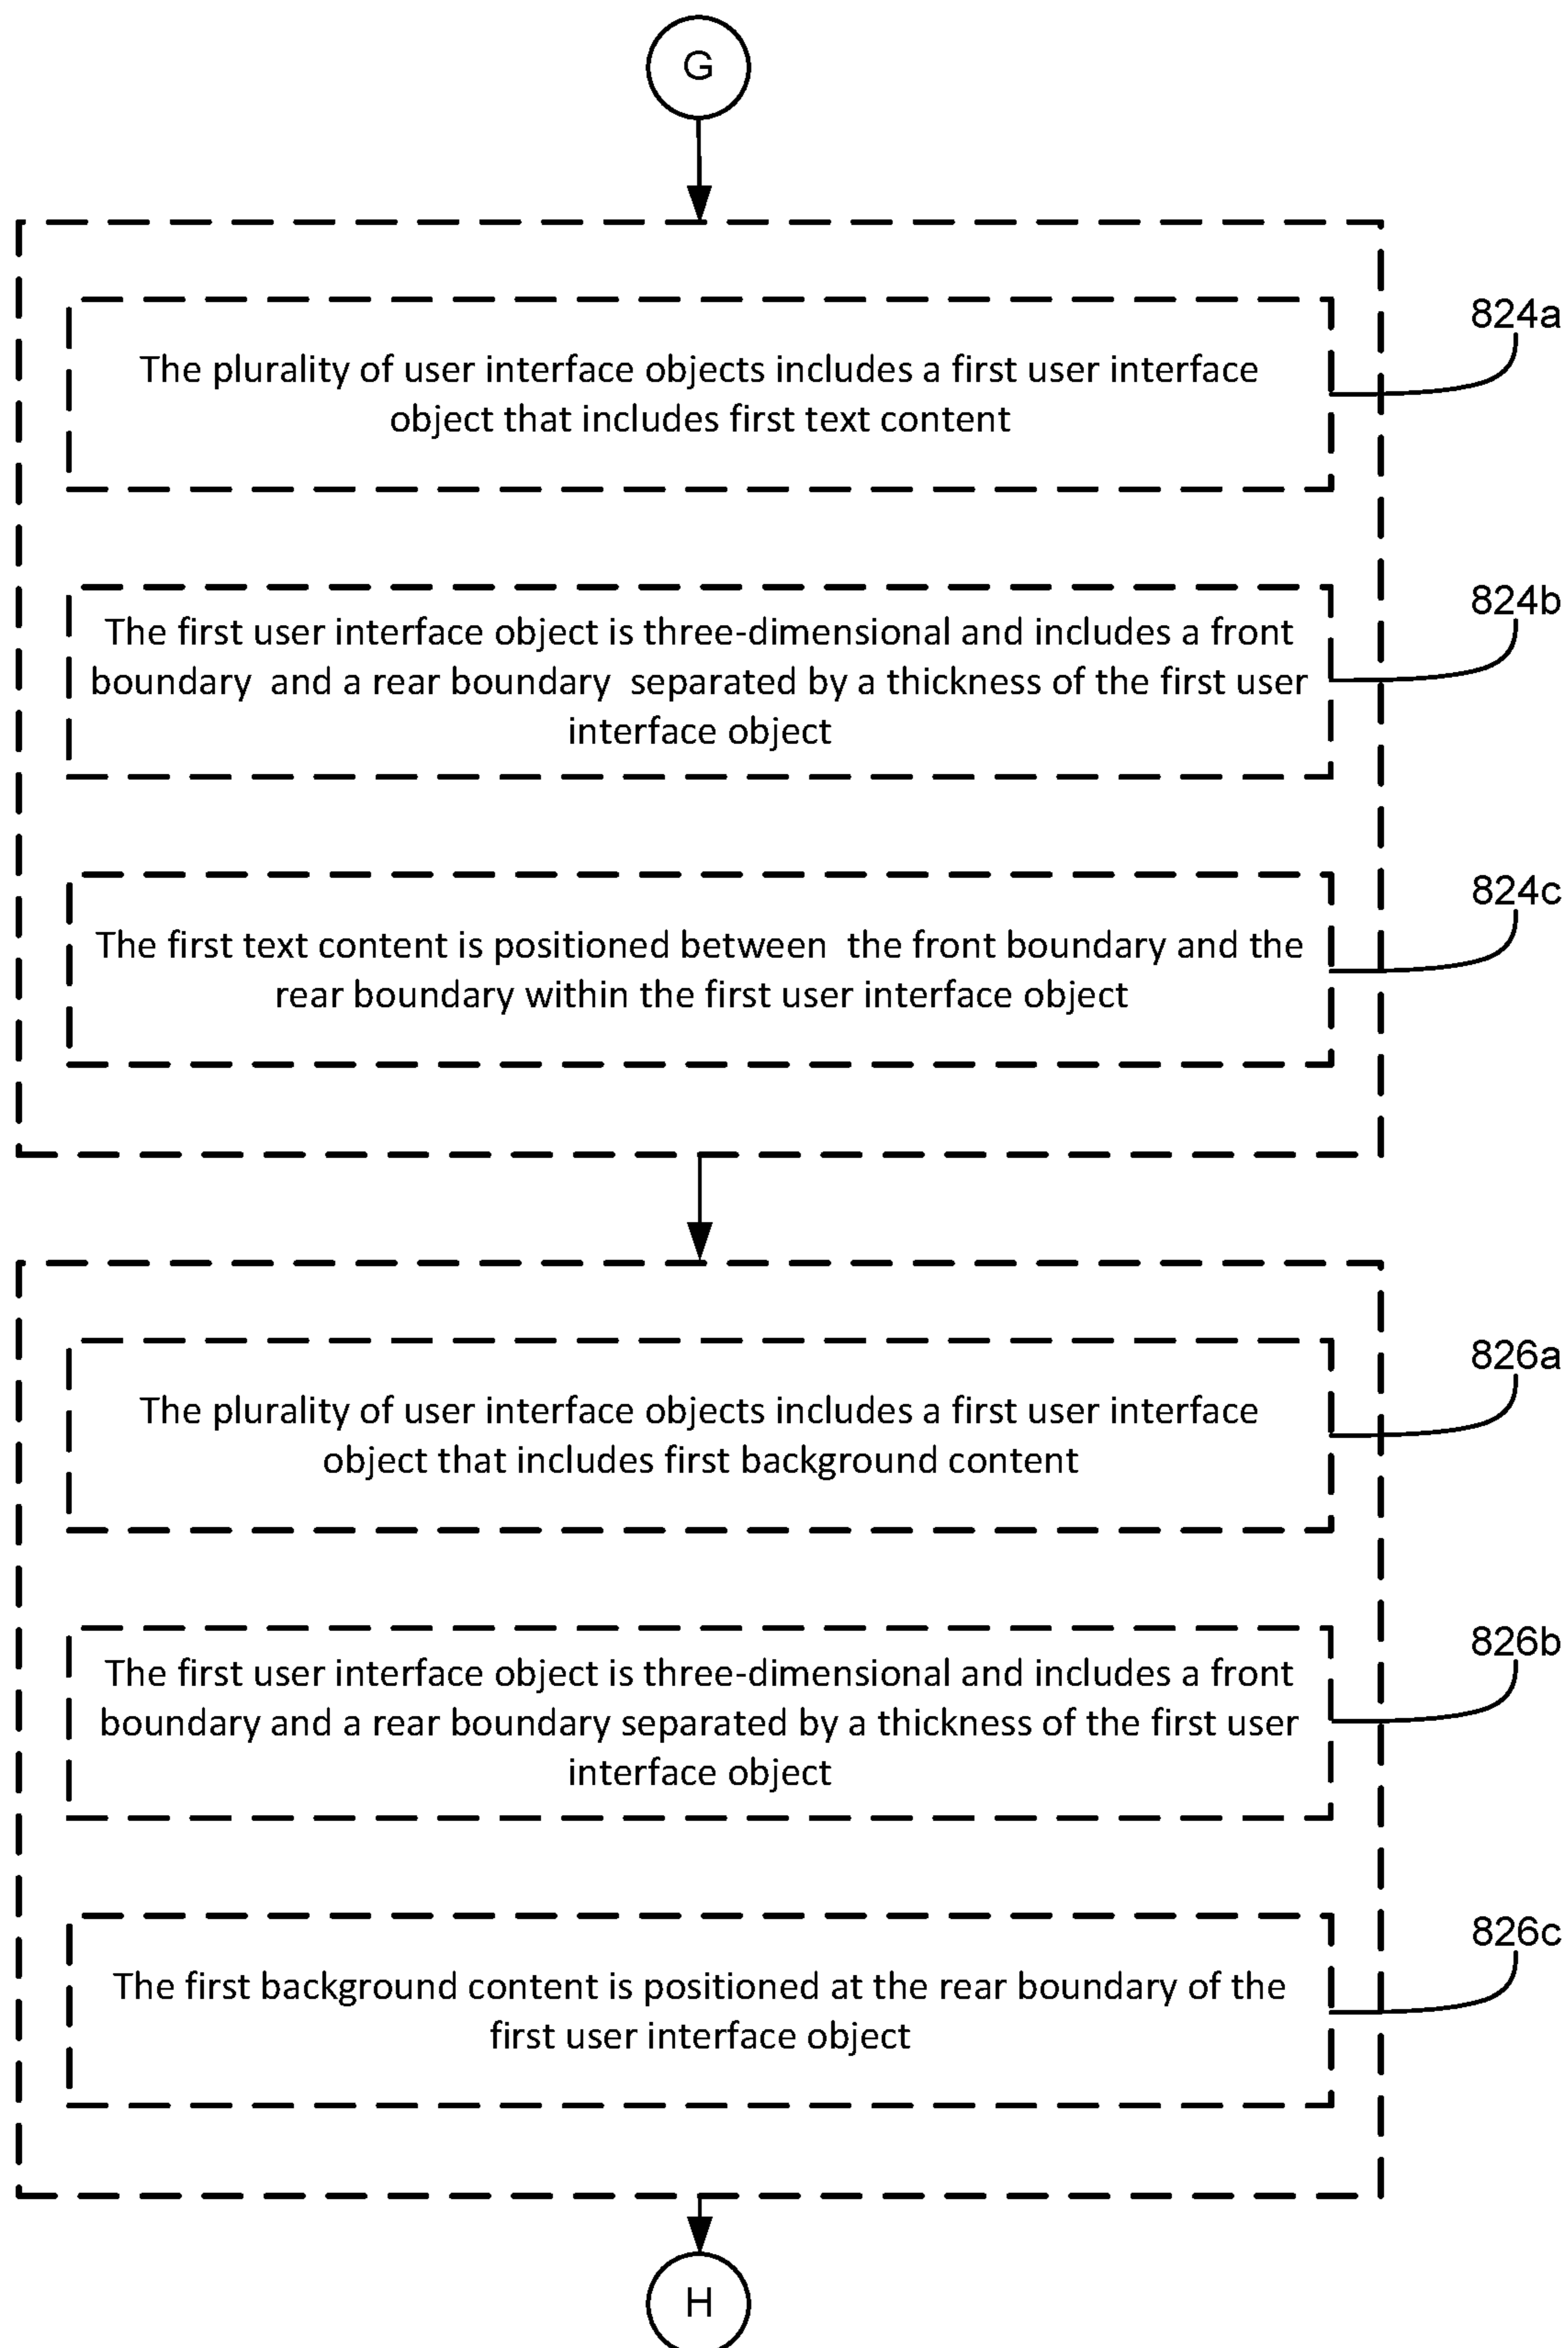 G
824a
The plurality of user interface objects includes a first user interface
object that includes first text content
824b
The first user interface object is three-dimensional and includes a front
boundary and a rear boundary separated by a thickness of the first user
interface object
824c
The first text content is positioned between the front boundary and the
rear boundary within the first user interface object
826a
The plurality of user interface objects includes a first user interface
object that includes first background content
826b
The first user interface object is three-dimensional and includes a front
boundary and a rear boundary separated by a thickness of the first user
interface object
826c
The first background content is positioned at the rear boundary of the
first user interface object
H